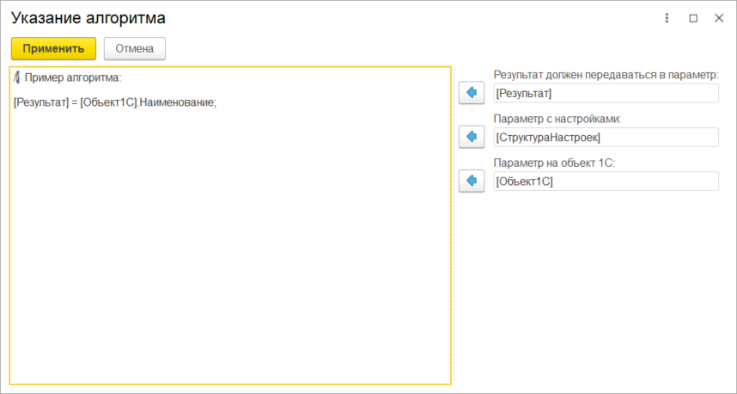 Указание алгоритма
Применить
Отмена
// Пример алгоритма:
[Результат] = [Объект1С].Наименование;
Результат должен передаваться в параметр:
[Результат]
Параметр с настройками:
[СтруктураНастроек]
Параметр на объект 1С:
[Объект1С]